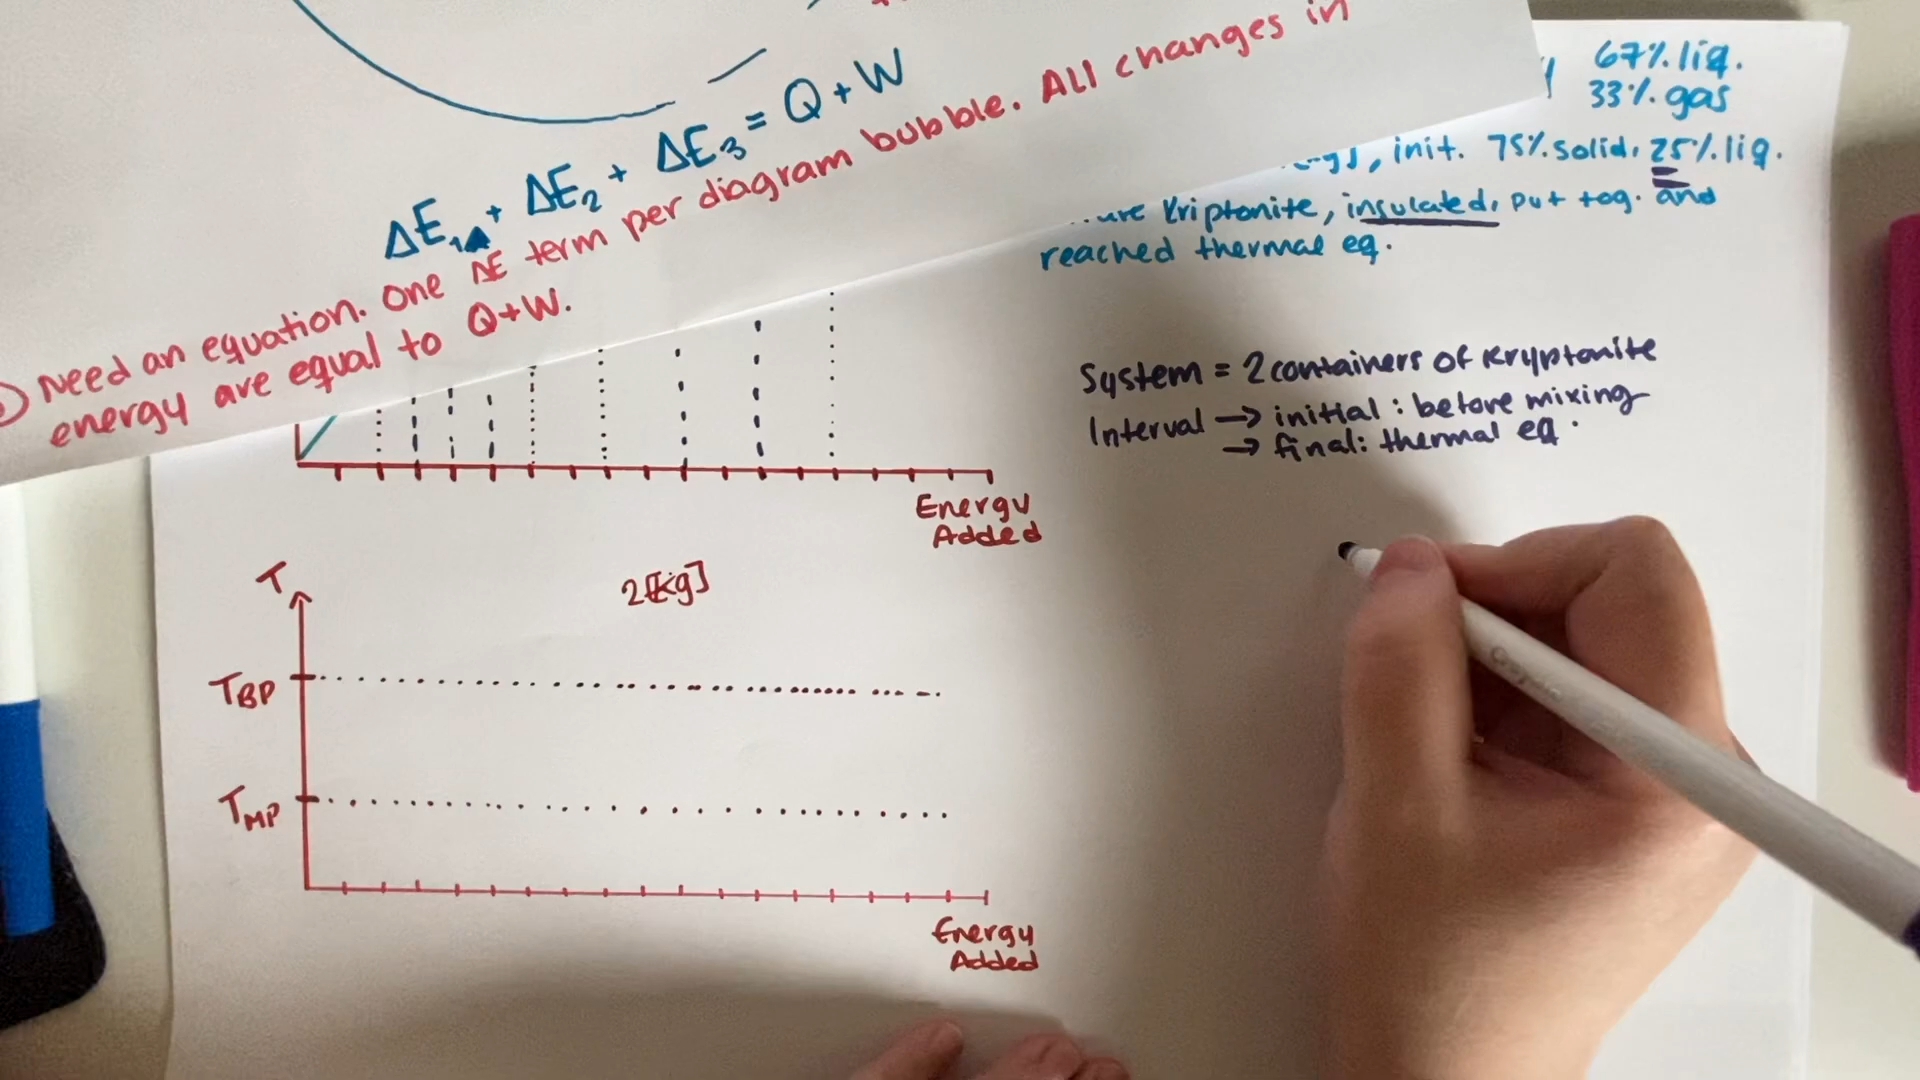 ΔE₁ + ΔE₂ + ΔE₃ = Q + W
Need an equation. One ΔE term per diagram bubble. All changes in
energy are equal to Q+W.
67% liq.
33% gas
, init. 75% solid, 25% liq.
Kriptonite, insulated, put tog. and
reached thermal eq.
System = 2 containers of Kryptonite
Interval → initial: before mixing
→ final: thermal eq.
Energy
Added
2[kg]
T
TBP
TMP
Energy
Added